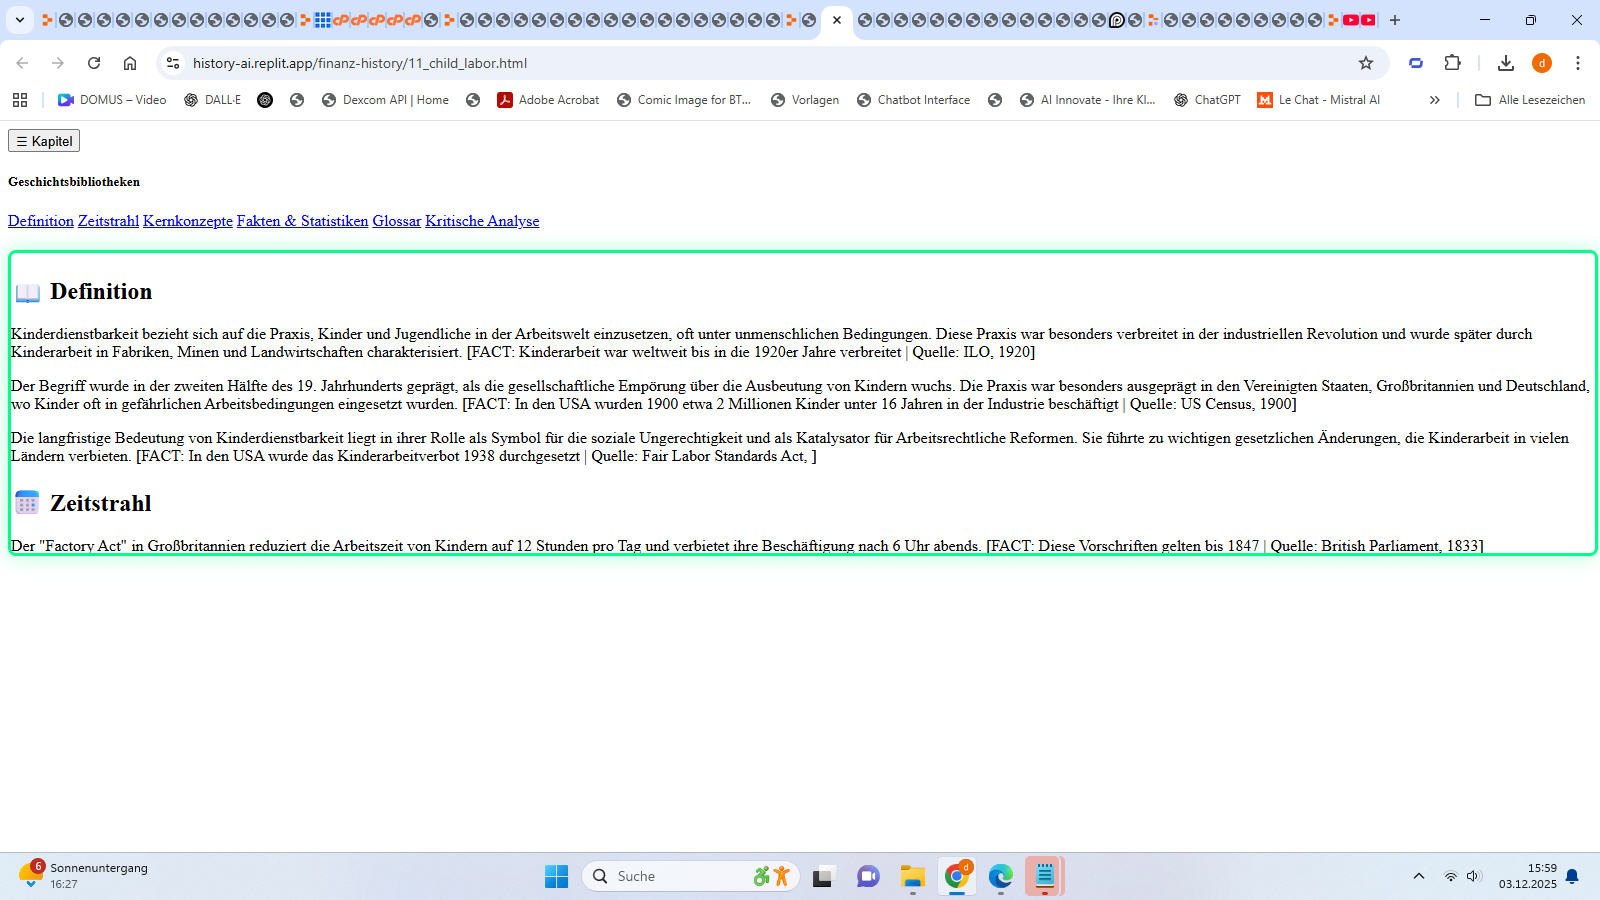 history-ai.replit.app/finanz-history/11_child_labor.html
d
DOMUS – Video
DALL·E
Dexcom API | Home
Adobe Acrobat
Comic Image for BT...
Vorlagen
Chatbot Interface
AI Innovate - Ihre KI...
ChatGPT
Le Chat - Mistral AI
Alle Lesezeichen
☰ Kapitel
Geschichtsbibliotheken
Definition Zeitstrahl Kernkonzepte Fakten & Statistiken Glossar Kritische Analyse
Definition
Kinderdienstbarkeit bezieht sich auf die Praxis, Kinder und Jugendliche in der Arbeitswelt einzusetzen, oft unter unmenschlichen Bedingungen. Diese Praxis war besonders verbreitet in der industriellen Revolution und wurde später durch
Kinderarbeit in Fabriken, Minen und Landwirtschaften charakterisiert. [FACT: Kinderarbeit war weltweit bis in die 1920er Jahre verbreitet | Quelle: ILO, 1920]
Der Begriff wurde in der zweiten Hälfte des 19. Jahrhunderts geprägt, als die gesellschaftliche Empörung über die Ausbeutung von Kindern wuchs. Die Praxis war besonders ausgeprägt in den Vereinigten Staaten, Großbritannien und Deutschland,
wo Kinder oft in gefährlichen Arbeitsbedingungen eingesetzt wurden. [FACT: In den USA wurden 1900 etwa 2 Millionen Kinder unter 16 Jahren in der Industrie beschäftigt | Quelle: US Census, 1900]
Die langfristige Bedeutung von Kinderdienstbarkeit liegt in ihrer Rolle als Symbol für die soziale Ungerechtigkeit und als Katalysator für Arbeitsrechtliche Reformen. Sie führte zu wichtigen gesetzlichen Änderungen, die Kinderarbeit in vielen
Ländern verbieten. [FACT: In den USA wurde das Kinderarbeitverbot 1938 durchgesetzt | Quelle: Fair Labor Standards Act, ]
Zeitstrahl
Der "Factory Act" in Großbritannien reduziert die Arbeitszeit von Kindern auf 12 Stunden pro Tag und verbietet ihre Beschäftigung nach 6 Uhr abends. [FACT: Diese Vorschriften gelten bis 1847 | Quelle: British Parliament, 1833]
6
Sonnenuntergang
16:27
Suche
d
15:59
03.12.2025